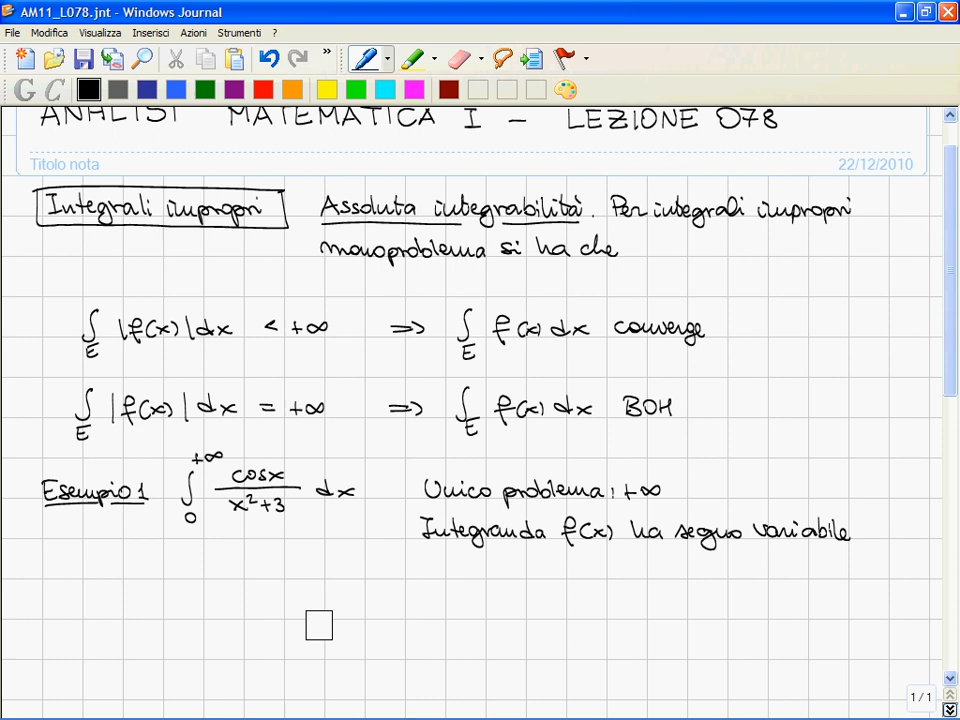 AM11_L078.jnt - Windows Journal
File Modifica Visualizza Inserisci Azioni Strumenti ?
G C
ANALISI MATEMATICA I - LEZIONE 078
Titolo nota 22/12/2010
Integrali impropri Assoluta integrabilità. Per integrali impropri
monoproblema si ha che
∫_E |f(x)| dx < +∞ ⟹ ∫_E f(x) dx converge
∫_E |f(x)| dx = +∞ ⟹ ∫_E f(x) dx BOH
Esempio 1 ∫_0^{+∞} cosx/(x²+3) dx Unico problema: +∞
Integranda f(x) ha segno variabile
1 / 1